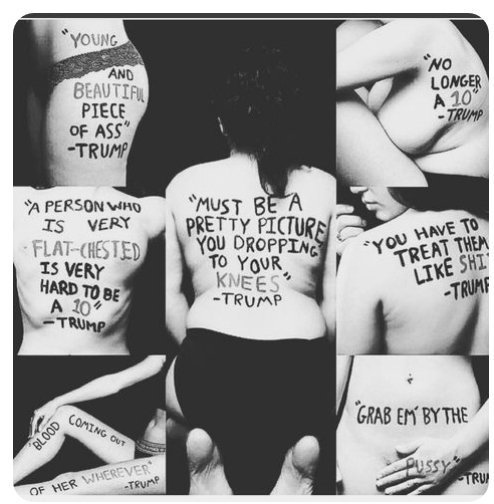 "YOUNG
AND
BEAUTIFUL
PIECE
OF ASS"
-TRUMP
"NO
LONGER
A 10"
-TRUMP
"A PERSON WHO
IS VERY
FLAT-CHESTED
IS VERY
HARD TO BE
A 10"
-TRUMP
"MUST BE A
PRETTY PICTURE
YOU DROPPING
TO YOUR
KNEES"
-TRUMP
"YOU HAVE TO
TREAT THEM
LIKE SHI
-TRUMP
"BLOOD COMING OUT
OF HER WHEREVER"
-TRUMP
"GRAB EM' BY THE
PUSSY"
-TRU